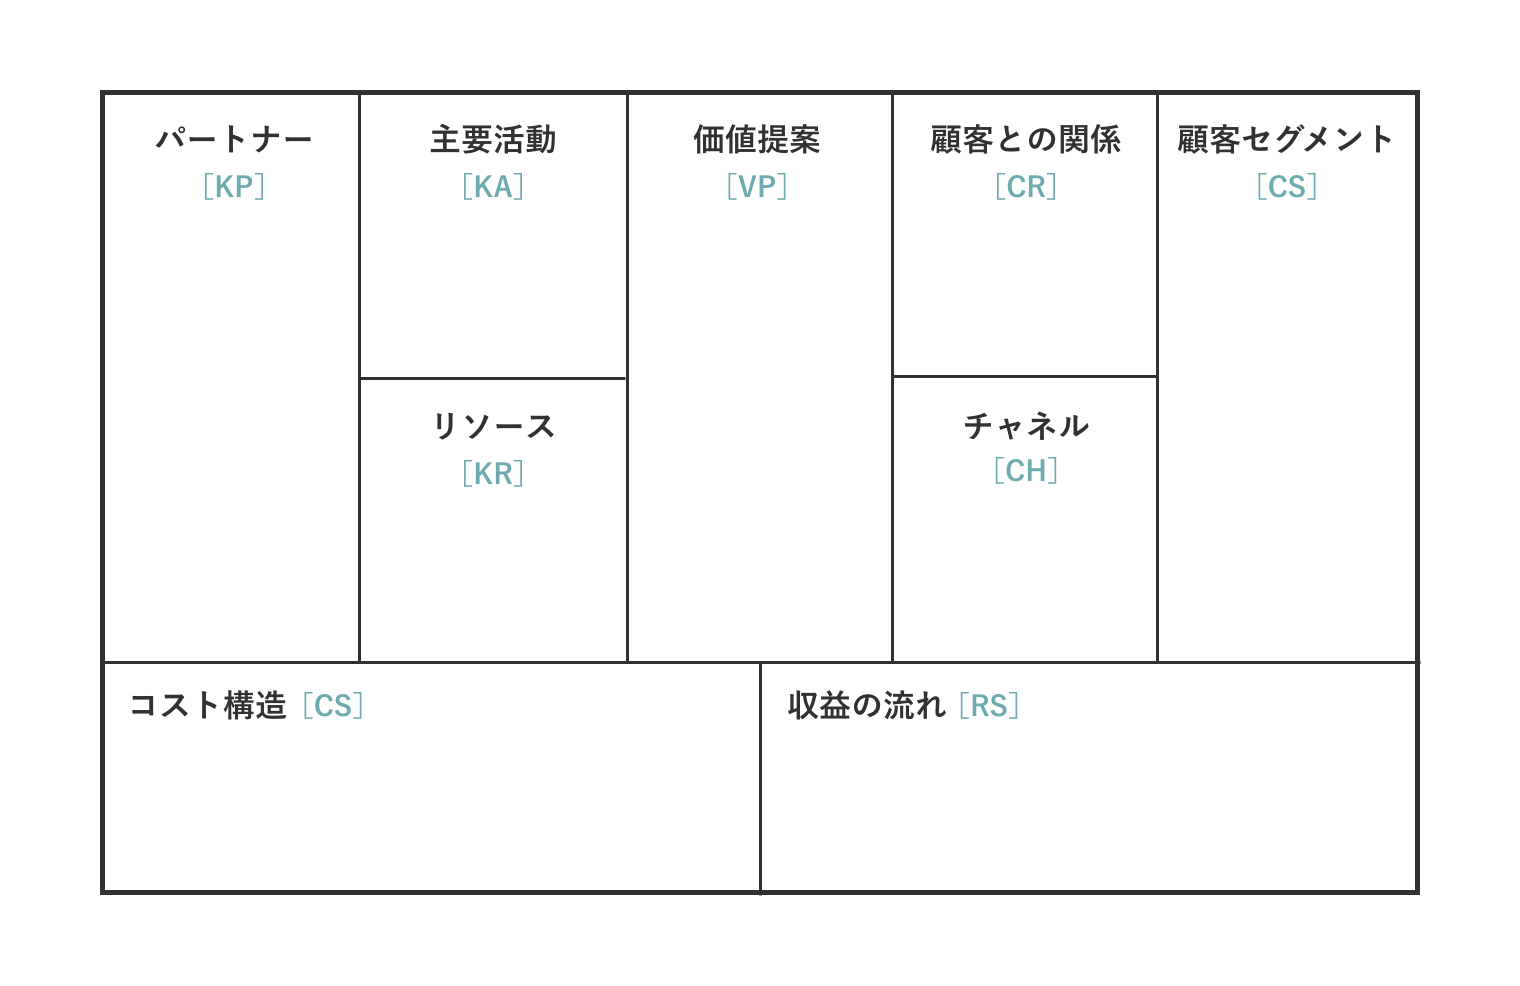 パートナー
[KP]
主要活動
[KA]
リソース
[KR]
価値提案
[VP]
顧客との関係
[CR]
チャネル
[CH]
顧客セグメント
[CS]
コスト構造 [CS]
収益の流れ [RS]